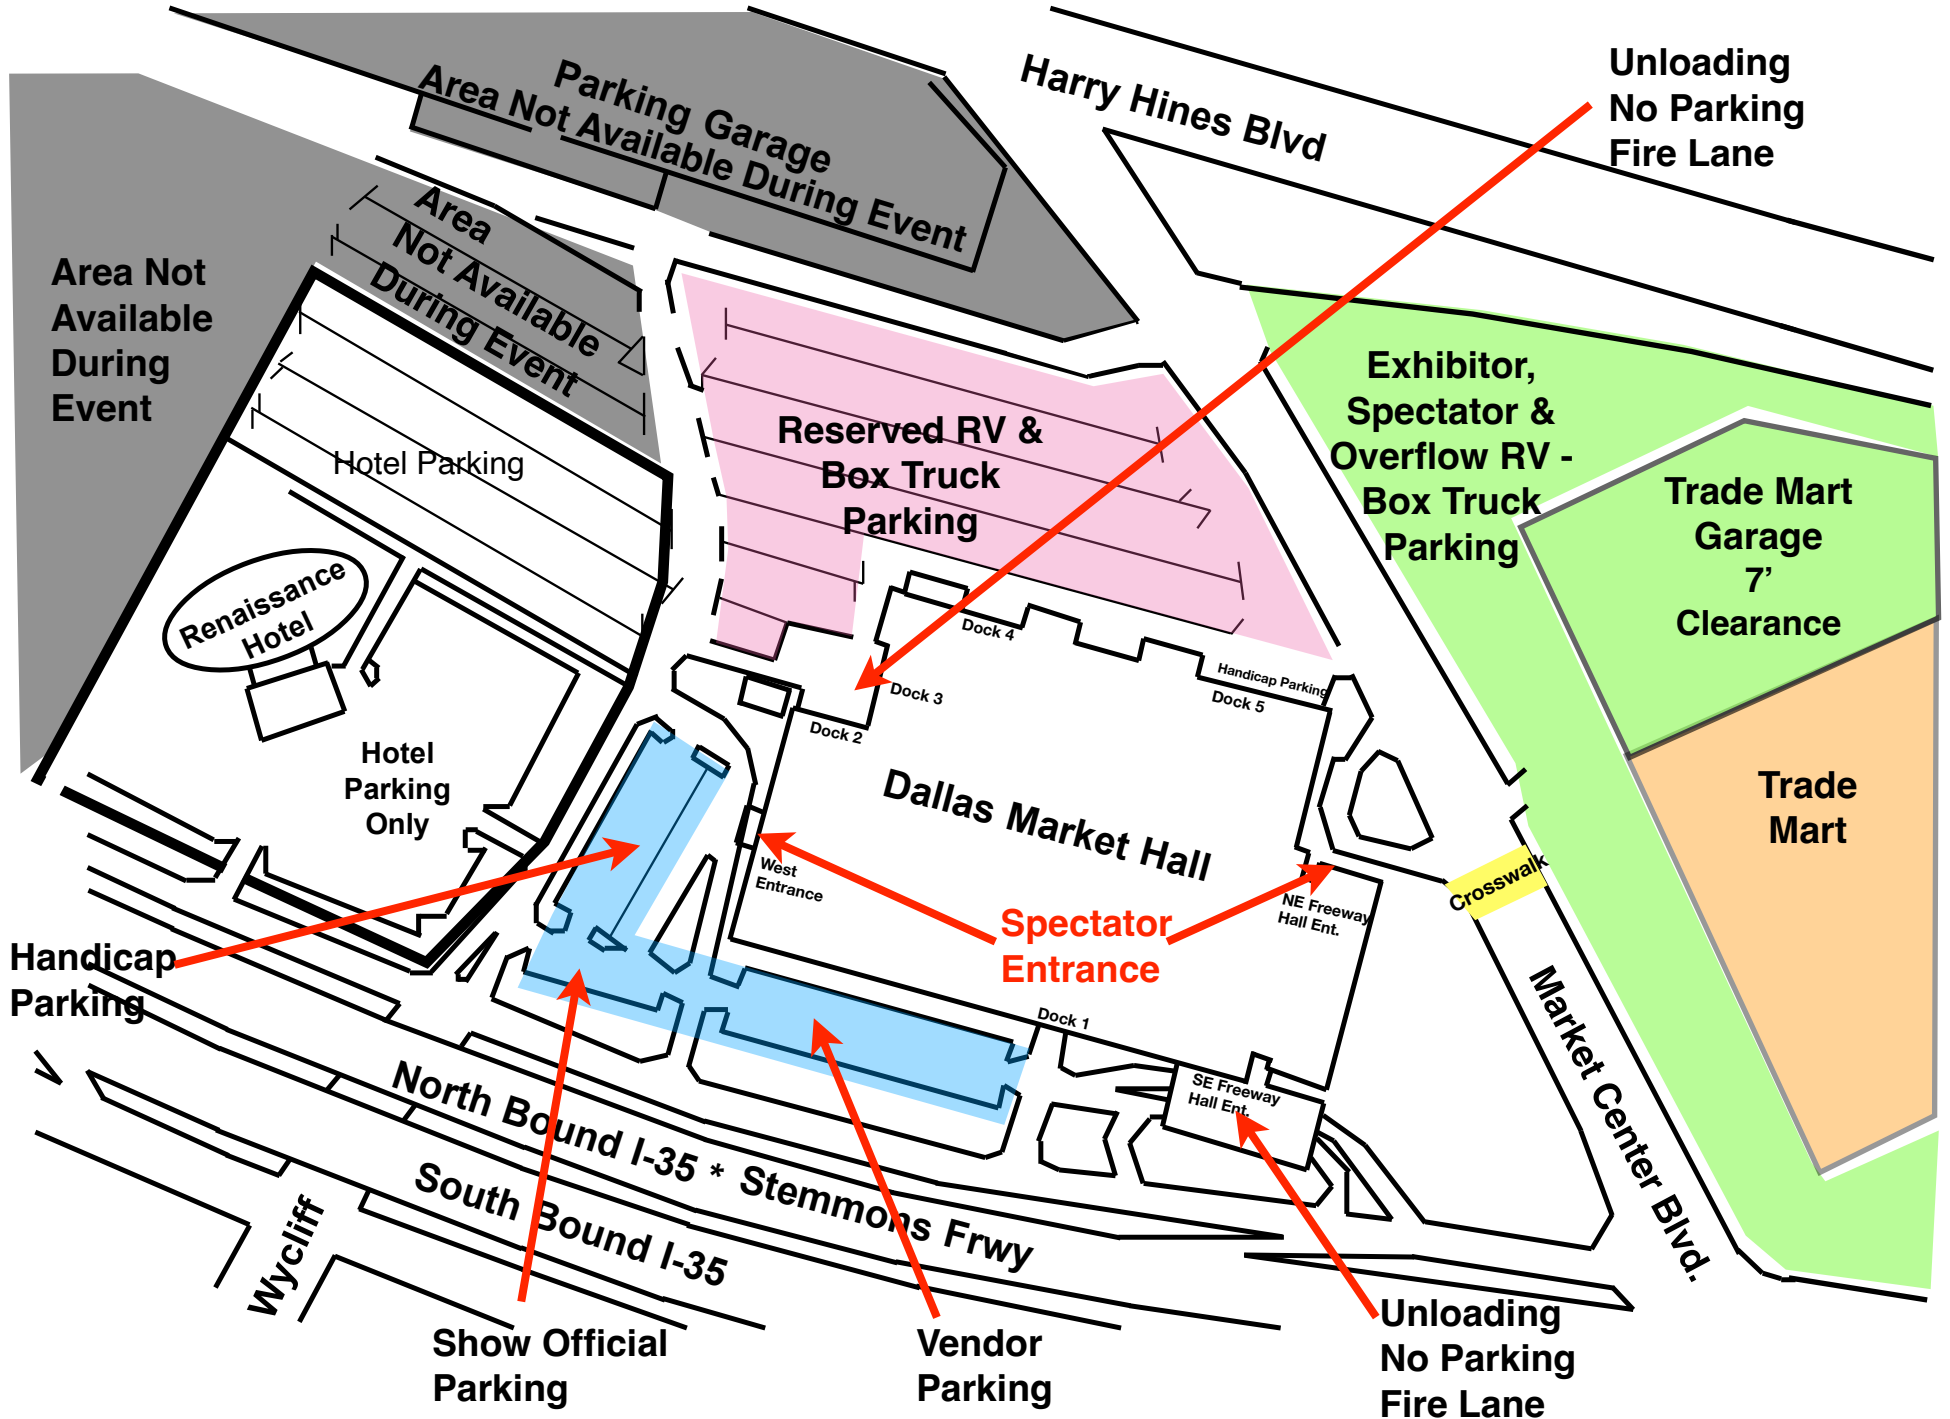 Parking Garage
Area Not Available During Event
Harry Hines Blvd
Unloading
No Parking
Fire Lane
Area
Not Available
During Event
Area Not
Available
During
Event
Hotel Parking
Reserved RV &
Box Truck
Parking
Exhibitor,
Spectator &
Overflow RV -
Box Truck
Parking
Trade Mart
Garage
7’
Clearance
Renaissance
Hotel
Dock 4
Handicap Parking
Dock 5
Dock 3
Dock 2
Hotel
Parking
Only
Dallas Market Hall
Trade
Mart
West
Entrance
Crosswalk
NE Freeway
Hall Ent.
Spectator
Entrance
Handicap
Parking
Dock 1
SE Freeway
Hall Ent.
Market Center Blvd.
North Bound I-35 * Stemmons Frwy
South Bound I-35
Wycliff
Show Official
Parking
Vendor
Parking
Unloading
No Parking
Fire Lane